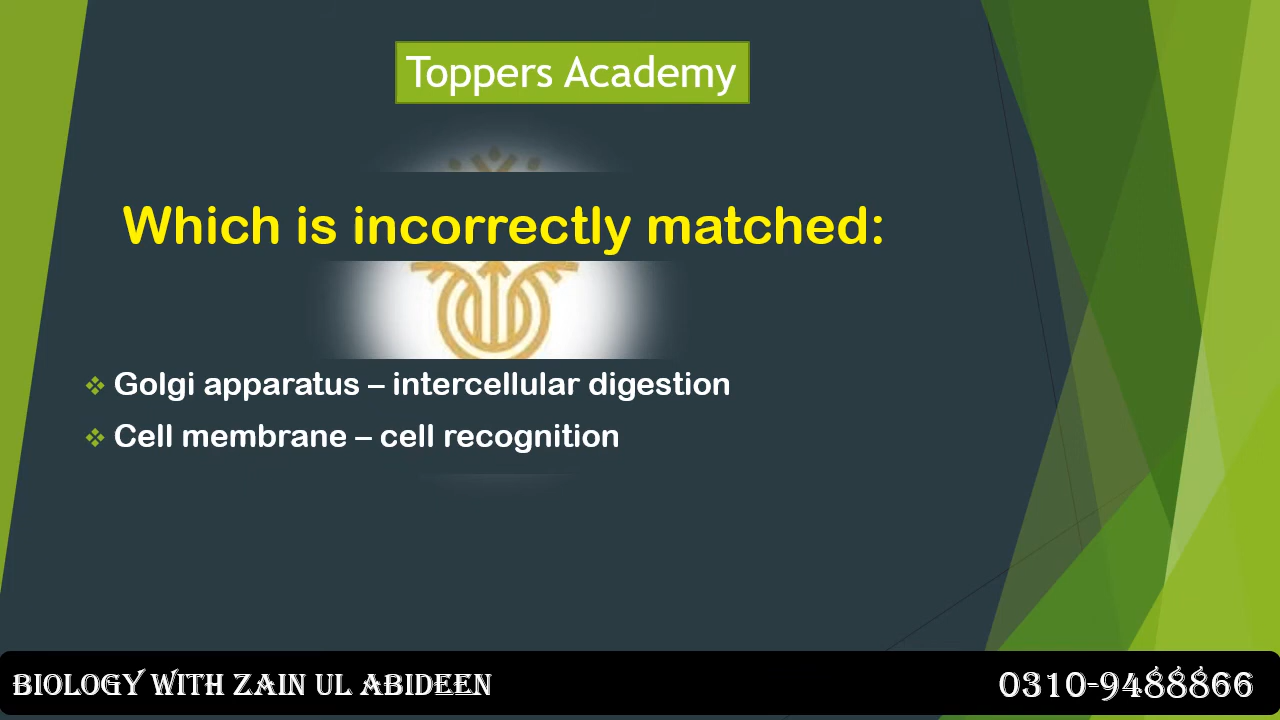 Toppers Academy
Which is incorrectly matched:
❖ Golgi apparatus – intercellular digestion
❖ Cell membrane – cell recognition
BIOLOGY WITH ZAIN UL ABIDEEN
0310-9488866